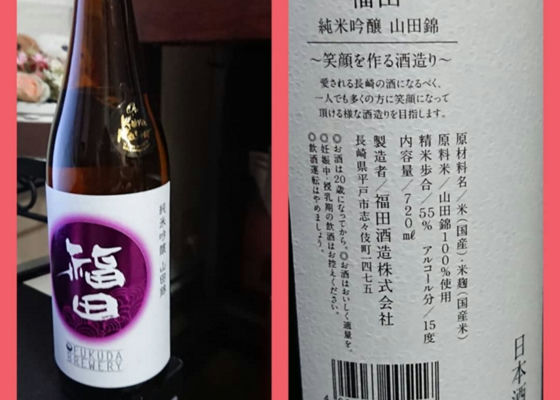 純米吟醸 山田錦
福田
FUKUDA
BREWERY
福田
純米吟醸 山田錦
～笑顔を作る酒造り～
愛される長崎の酒になるべく、
一人でも多くの方に笑顔になって
頂ける様な酒造りを目指します。
原材料名／米(国産)・米麹(国産米)
原料米／山田錦100%使用
精米歩合／55% アルコール分／15度
内容量／720㎖
製造者／福田酒造株式会社
長崎県平戸市志々伎町一四七五
◎お酒は20歳になってから。◎お酒はおいしく適量を。
◎妊娠中・授乳期の飲酒はお控えください。
◎飲酒運転はやめましょう。
日本酒